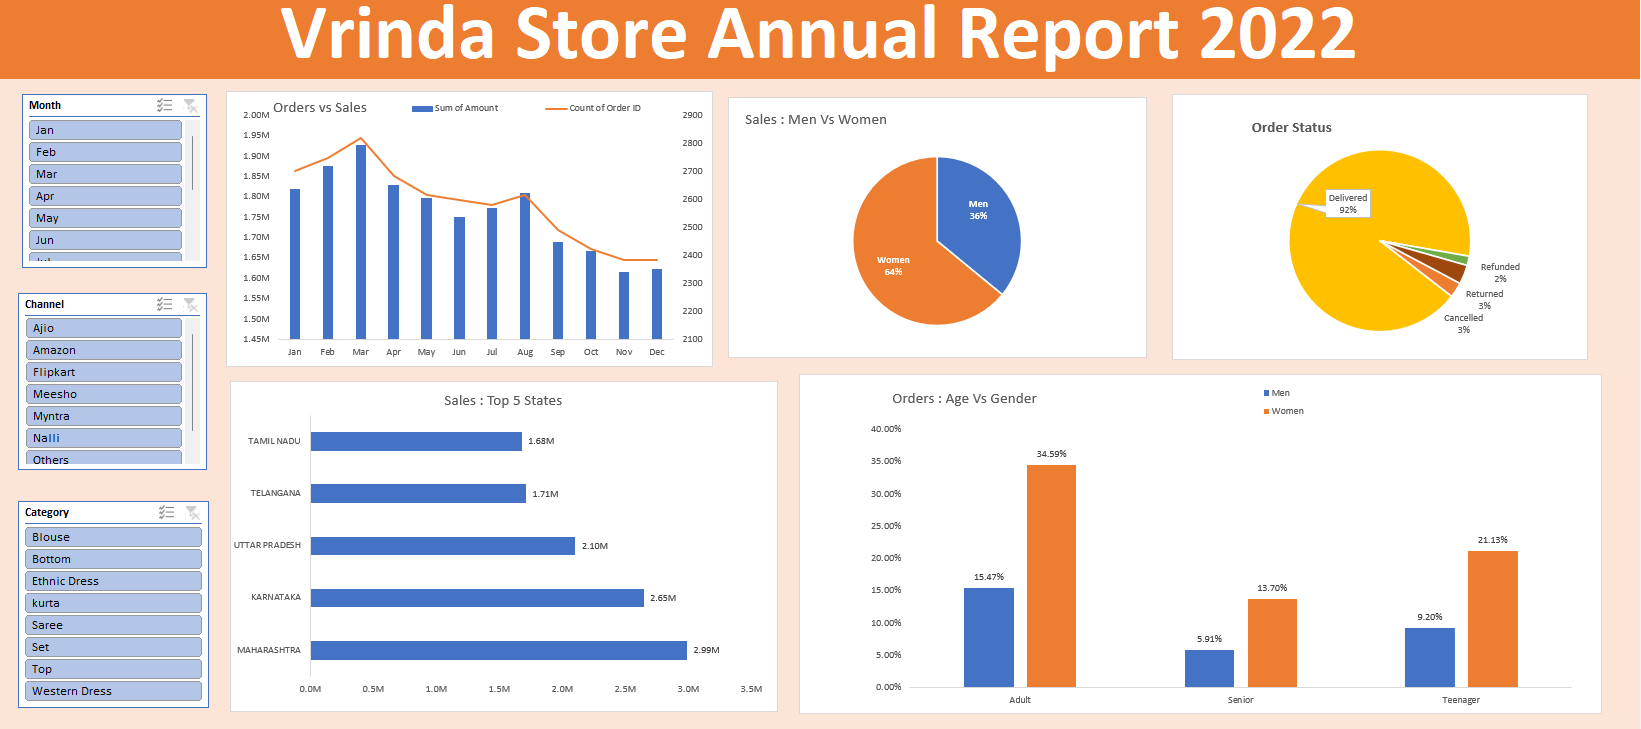 Vrinda Store Annual Report 2022
Month
Jan
Feb
Mar
Apr
May
Jun
Channel
Ajio
Amazon
Flipkart
Meesho
Myntra
Nalli
Others
Category
Blouse
Bottom
Ethnic Dress
kurta
Saree
Set
Top
Western Dress
Orders vs Sales
Sum of Amount
Count of Order ID
2.00M
1.95M
1.90M
1.85M
1.80M
1.75M
1.70M
1.65M
1.60M
1.55M
1.50M
1.45M
2900
2800
2700
2600
2500
2400
2300
2200
2100
Jan Feb Mar Apr May Jun Jul Aug Sep Oct Nov Dec
Sales : Men Vs Women
Men
36%
Women
64%
Order Status
Delivered
92%
Refunded
2%
Returned
3%
Cancelled
3%
Sales : Top 5 States
TAMIL NADU 1.68M
TELANGANA 1.71M
UTTAR PRADESH 2.10M
KARNATAKA 2.65M
MAHARASHTRA 2.99M
0.0M 0.5M 1.0M 1.5M 2.0M 2.5M 3.0M 3.5M
Orders : Age Vs Gender
Men
Women
40.00%
35.00%
30.00%
25.00%
20.00%
15.00%
10.00%
5.00%
0.00%
15.47%
34.59%
5.91%
13.70%
9.20%
21.13%
Adult Senior Teenager